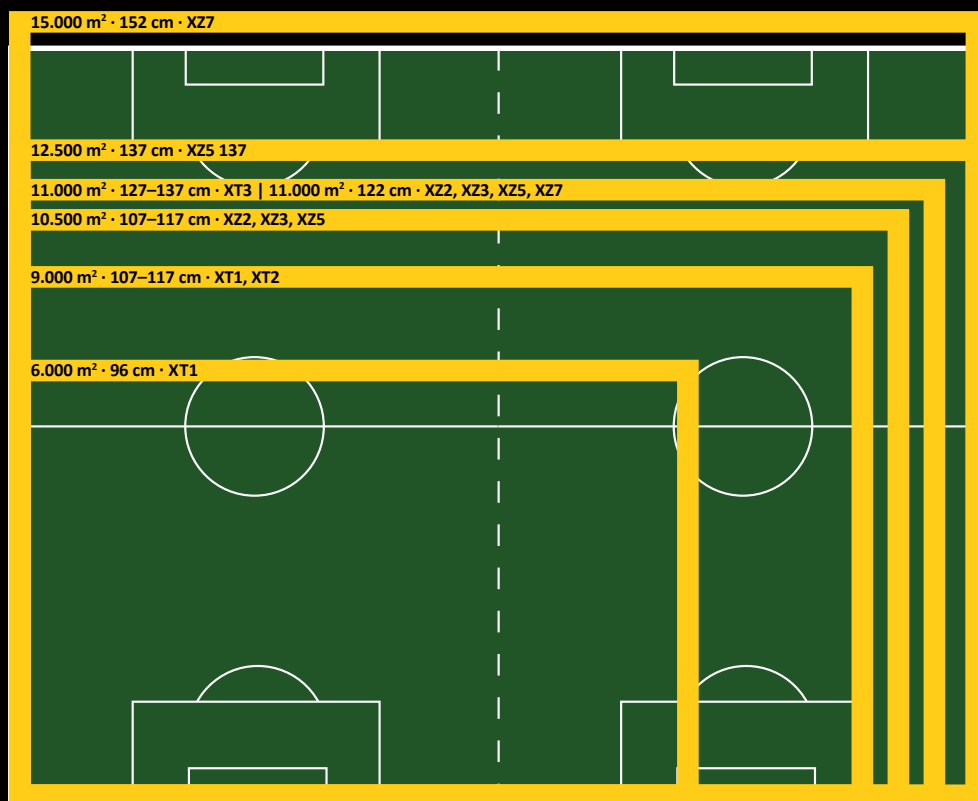 15.000 m² · 152 cm · XZ7
12.500 m² · 137 cm · XZ5 137
11.000 m² · 127–137 cm · XT3 | 11.000 m² · 122 cm · XZ2, XZ3, XZ5, XZ7
10.500 m² · 107–117 cm · XZ2, XZ3, XZ5
9.000 m² · 107–117 cm · XT1, XT2
6.000 m² · 96 cm · XT1